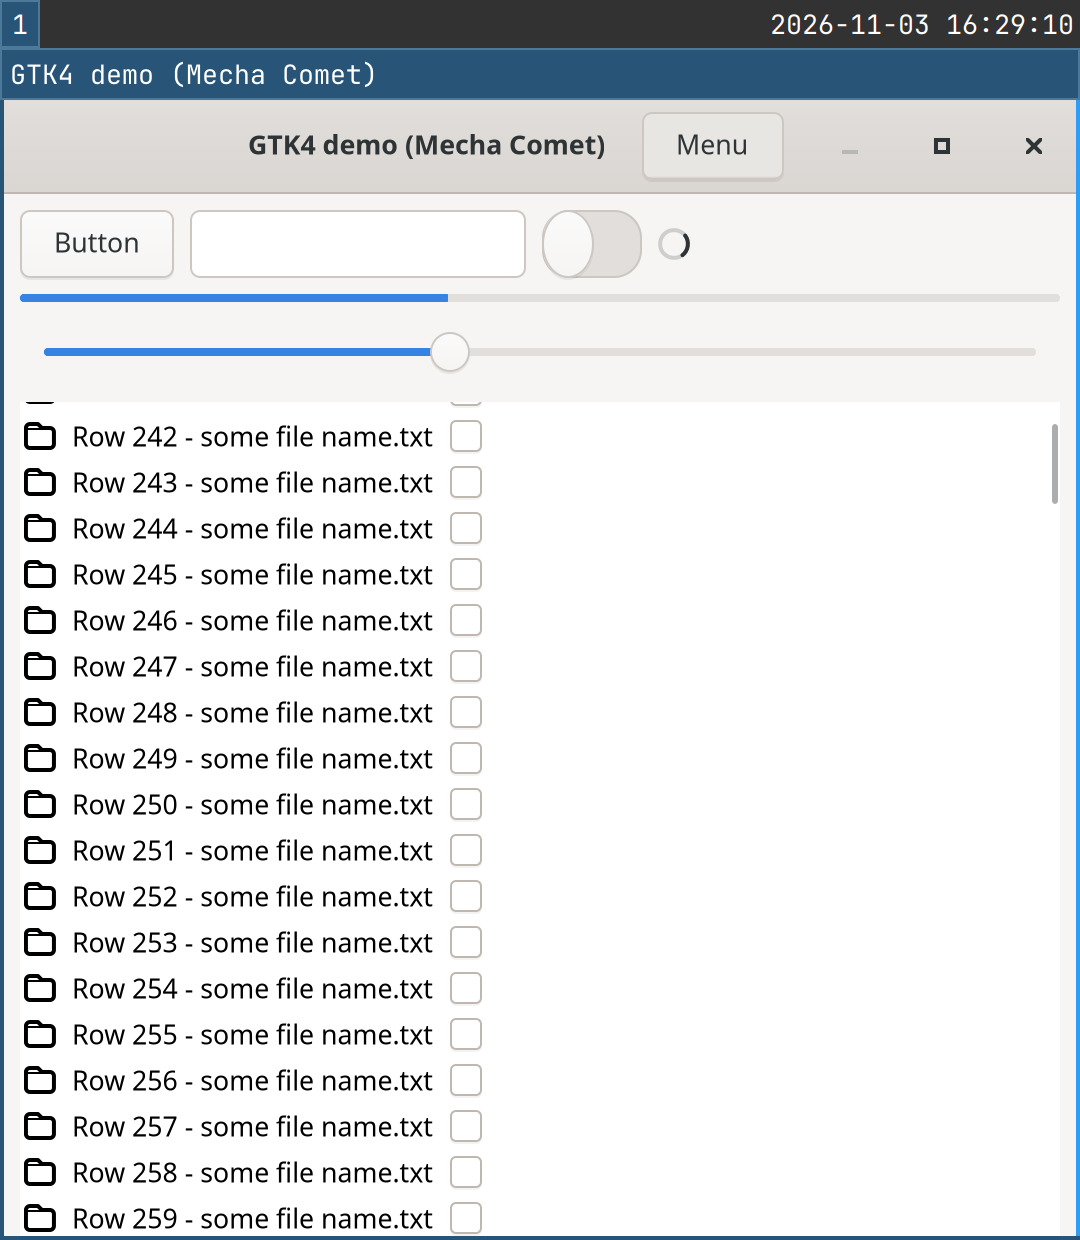 1 2026-11-03 16:29:10
GTK4 demo (Mecha Comet)
GTK4 demo (Mecha Comet) Menu
Button
Row 242 - some file name.txt
Row 243 - some file name.txt
Row 244 - some file name.txt
Row 245 - some file name.txt
Row 246 - some file name.txt
Row 247 - some file name.txt
Row 248 - some file name.txt
Row 249 - some file name.txt
Row 250 - some file name.txt
Row 251 - some file name.txt
Row 252 - some file name.txt
Row 253 - some file name.txt
Row 254 - some file name.txt
Row 255 - some file name.txt
Row 256 - some file name.txt
Row 257 - some file name.txt
Row 258 - some file name.txt
Row 259 - some file name.txt